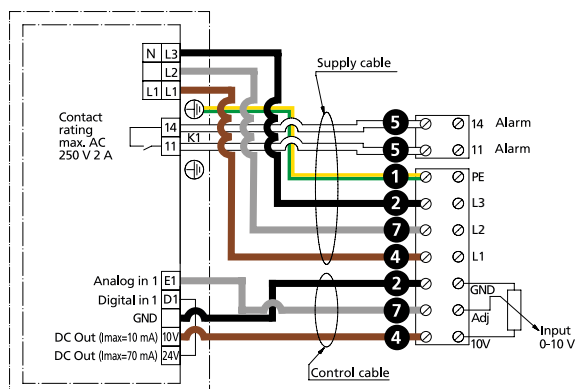 N L3
L2
L1 L1
Supply cable
Contact
rating
max. AC
250 V 2 A
14
K1
11
5 14 Alarm
5 11 Alarm
1 PE
2 L3
7 L2
4 L1
Analog in 1 E1
Digital in 1 D1
GND
DC Out (Imax=10 mA) 10V
DC Out (Imax=70 mA) 24V
2 GND
7 Adj
4 10V
Input
0-10 V
Control cable